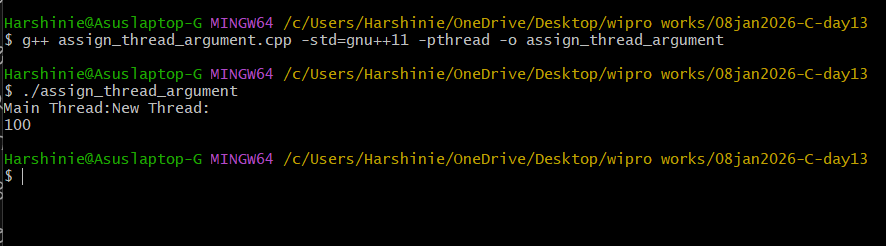 Harshinie@Asuslaptop-G MINGW64 /c/Users/Harshinie/OneDrive/Desktop/wipro works/08jan2026-C-day13
$ g++ assign_thread_argument.cpp -std=gnu++11 -pthread -o assign_thread_argument
Harshinie@Asuslaptop-G MINGW64 /c/Users/Harshinie/OneDrive/Desktop/wipro works/08jan2026-C-day13
$ ./assign_thread_argument
Main Thread:New Thread:
100
Harshinie@Asuslaptop-G MINGW64 /c/Users/Harshinie/OneDrive/Desktop/wipro works/08jan2026-C-day13
$